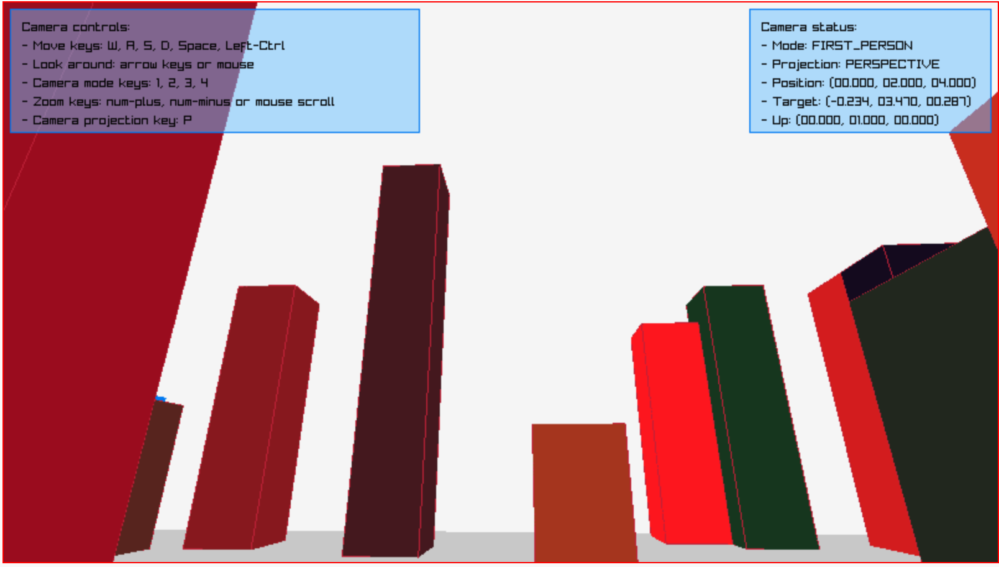 Camera controls:
- Move keys: W, A, S, D, Space, Left-Ctrl
- Look around: arrow keys or mouse
- Camera mode keys: 1, 2, 3, 4
- Zoom keys: num-plus, num-minus or mouse scroll
- Camera projection key: P
Camera status:
- Mode: FIRST_PERSON
- Projection: PERSPECTIVE
- Position: (00.000, 02.000, 04.000)
- Target: (-0.234, 03.470, 00.287)
- Up: (00.000, 01.000, 00.000)